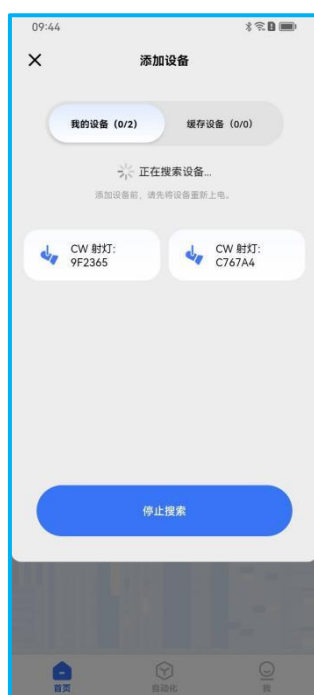 09:44
添加设备
我的设备（0/2）
缓存设备（0/0）
正在搜索设备...
添加设备前，请先将设备重新上电。
CW 射灯:
9F2365
CW 射灯:
C767A4
停止搜索
首页
自动化
我